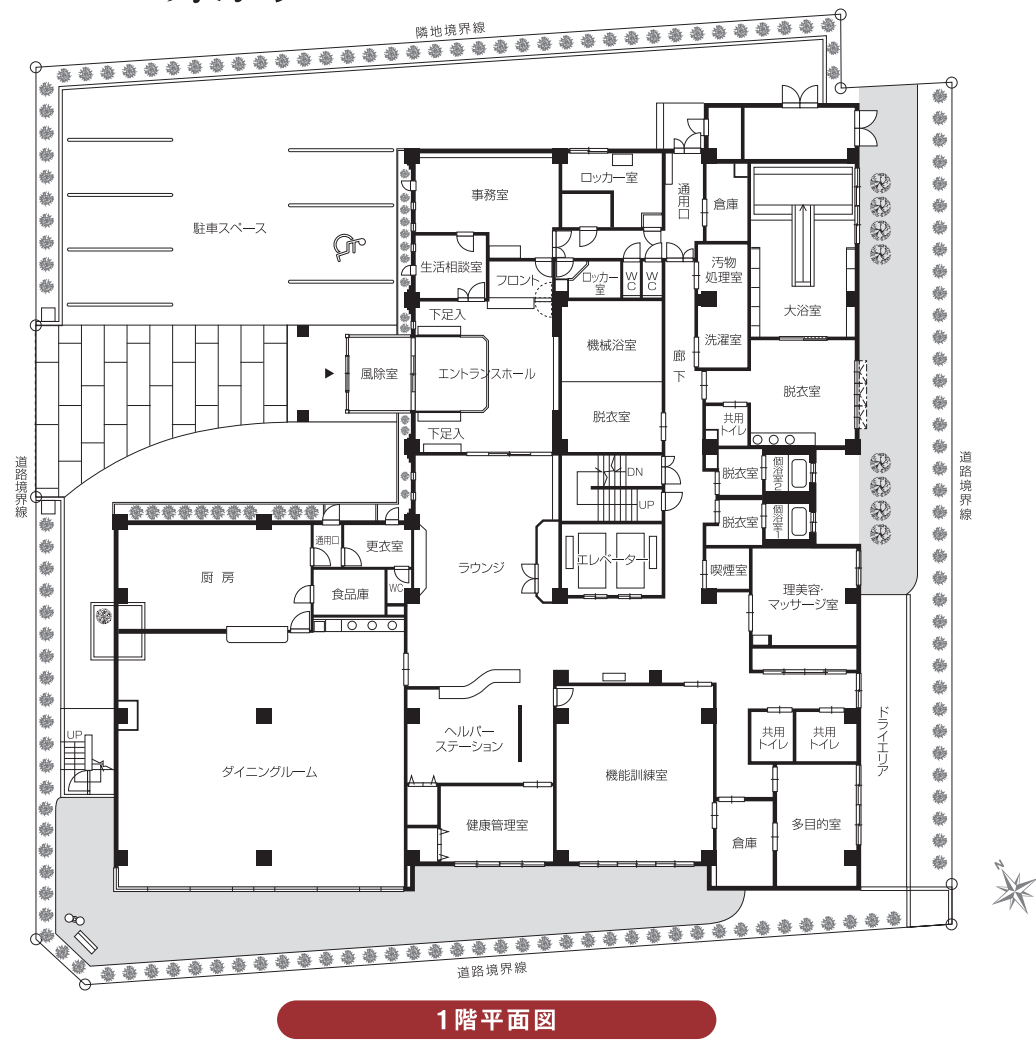 隣地境界線
ロッカー室
事務室
通用口
倉庫
駐車スペース
生活相談室
フロント
ロッカー
室
WC
WC
汚物
処理室
大浴室
下足入
機械浴室
洗濯室
風除室
エントランスホール
廊下
脱衣室
脱衣室
共用
トイレ
下足入
道路境界線
道路境界線
DN
UP
脱衣室
個浴室2
脱衣室
個浴室1
通用口
更衣室
厨房
食品庫
WC
ラウンジ
エレベーター
喫煙室
理美容・
マッサージ室
UP
ヘルパー
ステーション
共用
トイレ
共用
トイレ
ドライエリア
ダイニングルーム
機能訓練室
健康管理室
倉庫
多目的室
N
道路境界線
1階平面図